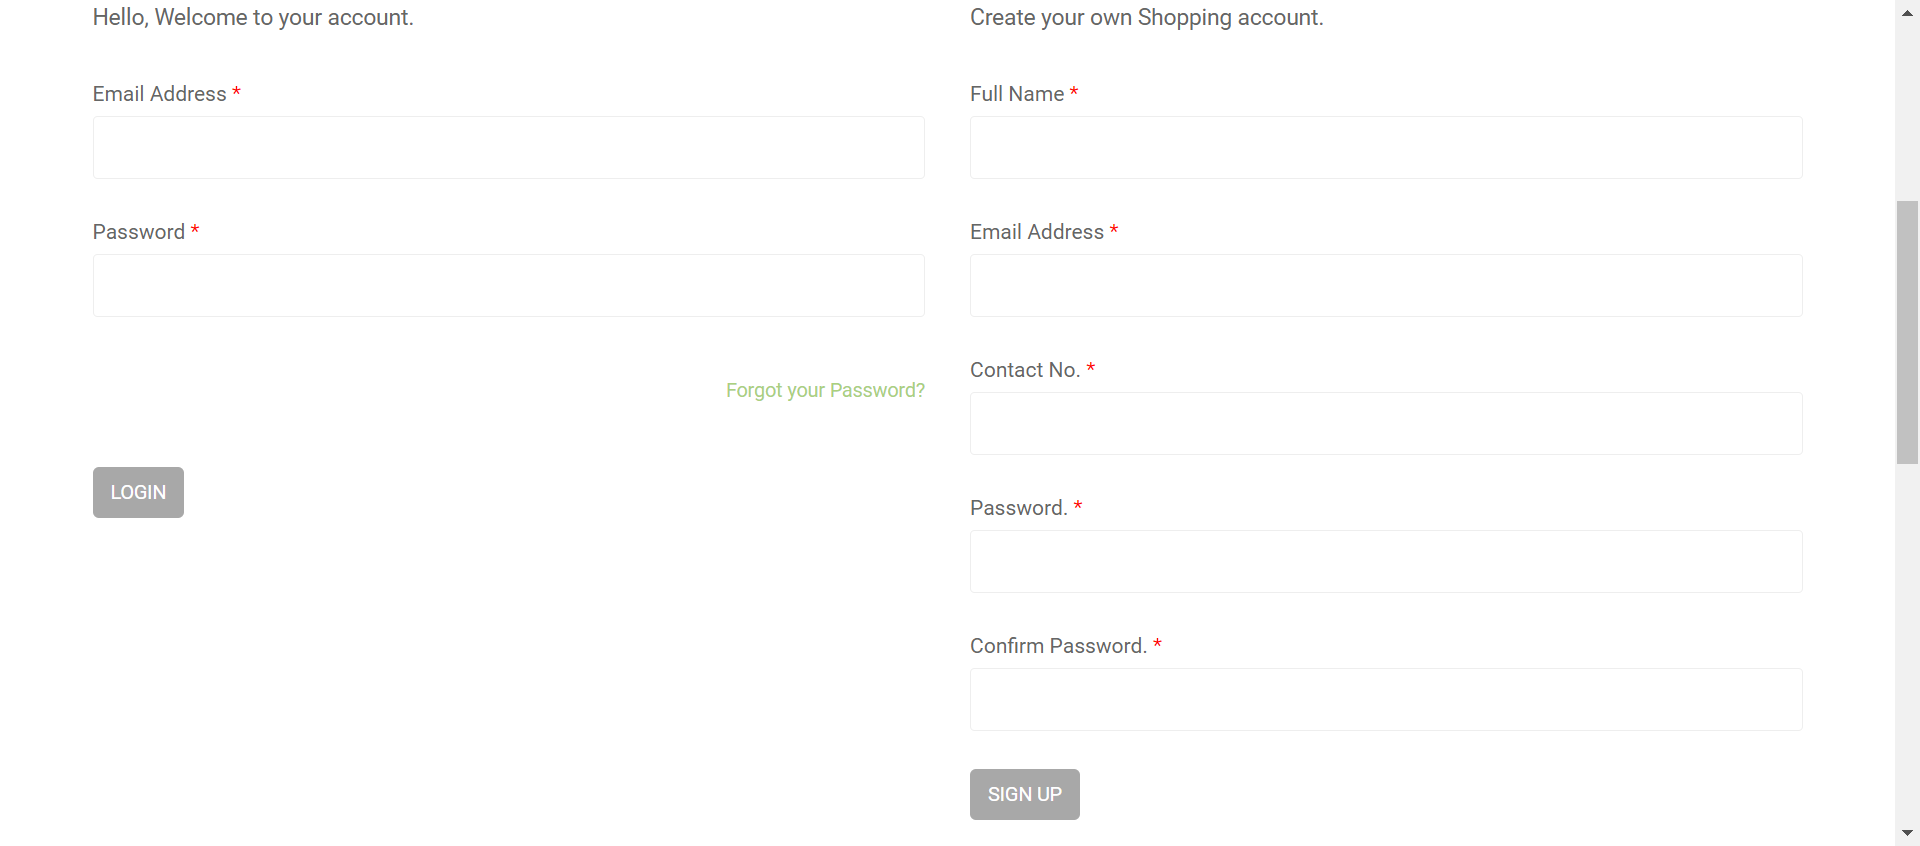 Hello, Welcome to your account.
Email Address *
Password *
Forgot your Password?
LOGIN
Create your own Shopping account.
Full Name *
Email Address *
Contact No. *
Password. *
Confirm Password. *
SIGN UP